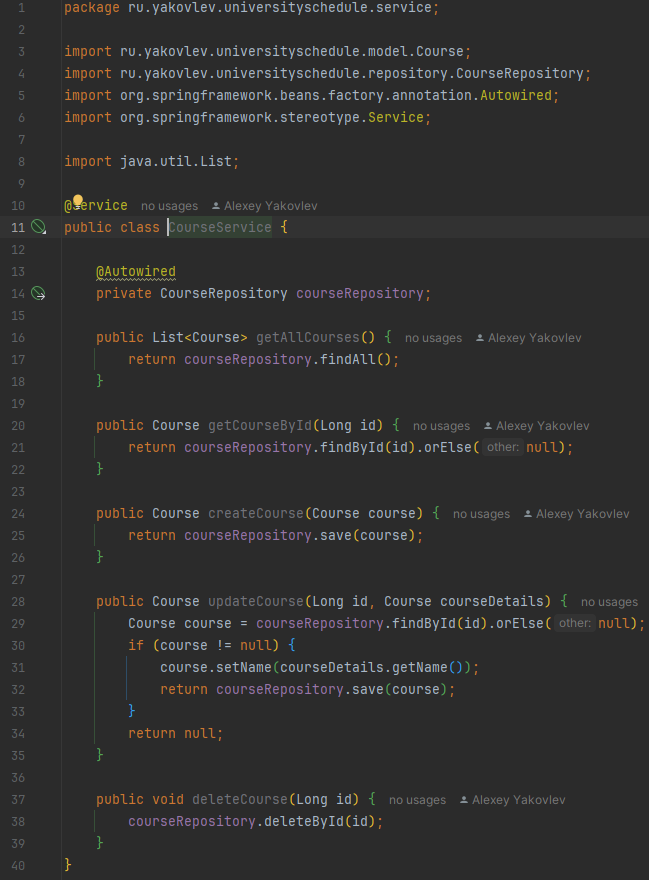 1 package ru.yakovlev.universityschedule.service;
2
3 import ru.yakovlev.universityschedule.model.Course;
4 import ru.yakovlev.universityschedule.repository.CourseRepository;
5 import org.springframework.beans.factory.annotation.Autowired;
6 import org.springframework.stereotype.Service;
7
8 import java.util.List;
9
10 @Service no usages Alexey Yakovlev
11 public class CourseService {
12
13 @Autowired
14 private CourseRepository courseRepository;
15
16 public List<Course> getAllCourses() { no usages Alexey Yakovlev
17 return courseRepository.findAll();
18 }
19
20 public Course getCourseById(Long id) { no usages Alexey Yakovlev
21 return courseRepository.findById(id).orElse( other: null);
22 }
23
24 public Course createCourse(Course course) { no usages Alexey Yakovlev
25 return courseRepository.save(course);
26 }
27
28 public Course updateCourse(Long id, Course courseDetails) { no usages
29 Course course = courseRepository.findById(id).orElse( other: null);
30 if (course != null) {
31 course.setName(courseDetails.getName());
32 return courseRepository.save(course);
33 }
34 return null;
35 }
36
37 public void deleteCourse(Long id) { no usages Alexey Yakovlev
38 courseRepository.deleteById(id);
39 }
40 }